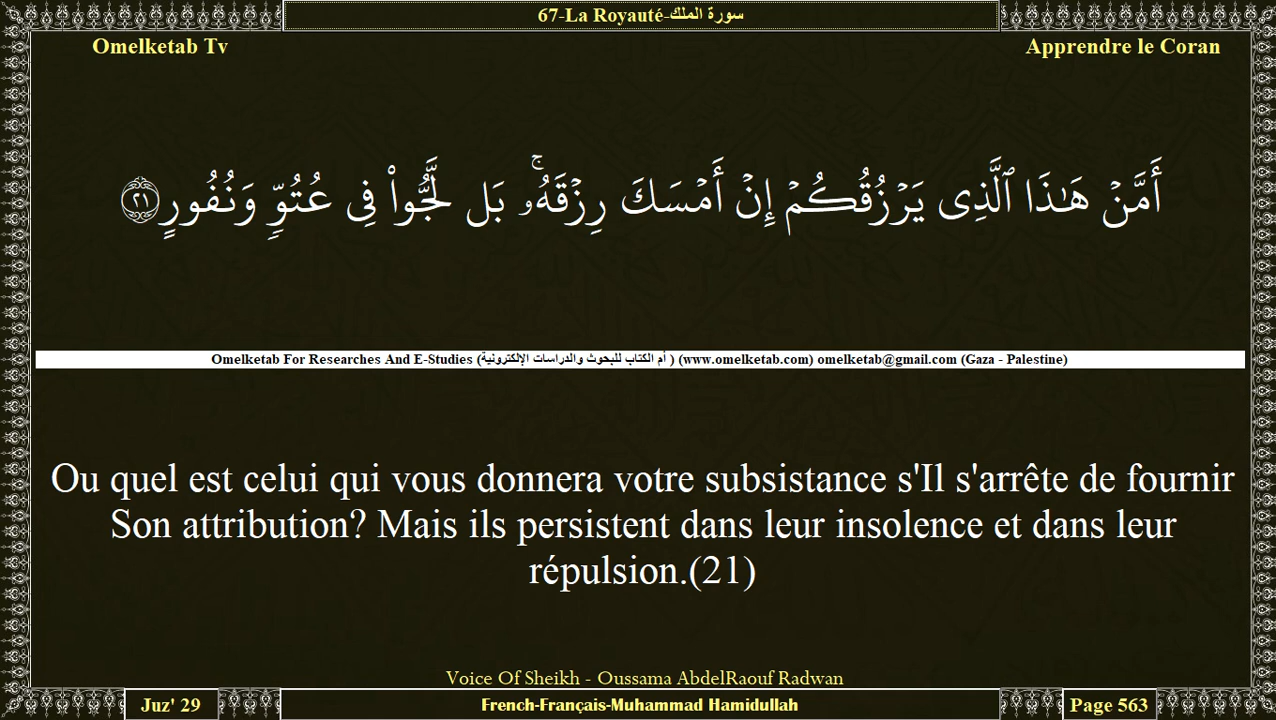 67-La Royauté-سورة الملك
Omelketab Tv
Apprendre le Coran
أَمَّنْ هَـٰذَا ٱلَّذِى يَرْزُقُكُمْ إِنْ أَمْسَكَ رِزْقَهُۥ ۚ بَل لَّجُّوا۟ فِى عُتُوٍّ وَنُفُورٍ ٢١
Omelketab For Researches And E-Studies (أم الكتاب للبحوث والدراسات الإلكترونية ) (www.omelketab.com) omelketab@gmail.com (Gaza - Palestine)
Ou quel est celui qui vous donnera votre subsistance s'Il s'arrête de fournir
Son attribution? Mais ils persistent dans leur insolence et dans leur
répulsion.(21)
Voice Of Sheikh - Oussama AbdelRaouf Radwan
Juz' 29
French-Français-Muhammad Hamidullah
Page 563